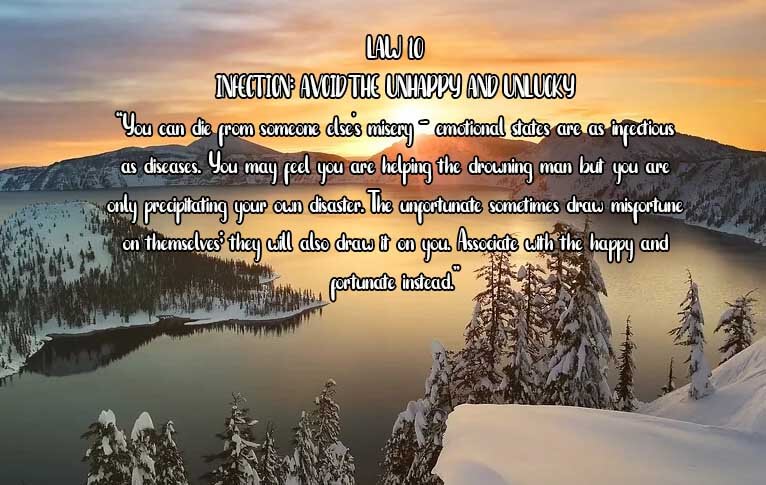 LAW 10
INFECTION: AVOID THE UNHAPPY AND UNLUCKY
"You can die from someone else's misery - emotional states are as infectious
as diseases. You may feel you are helping the drowning man but you are
only precipitating your own disaster. The unfortunate sometimes draw misfortune
on themselves; they will also draw it on you. Associate with the happy and
fortunate instead."